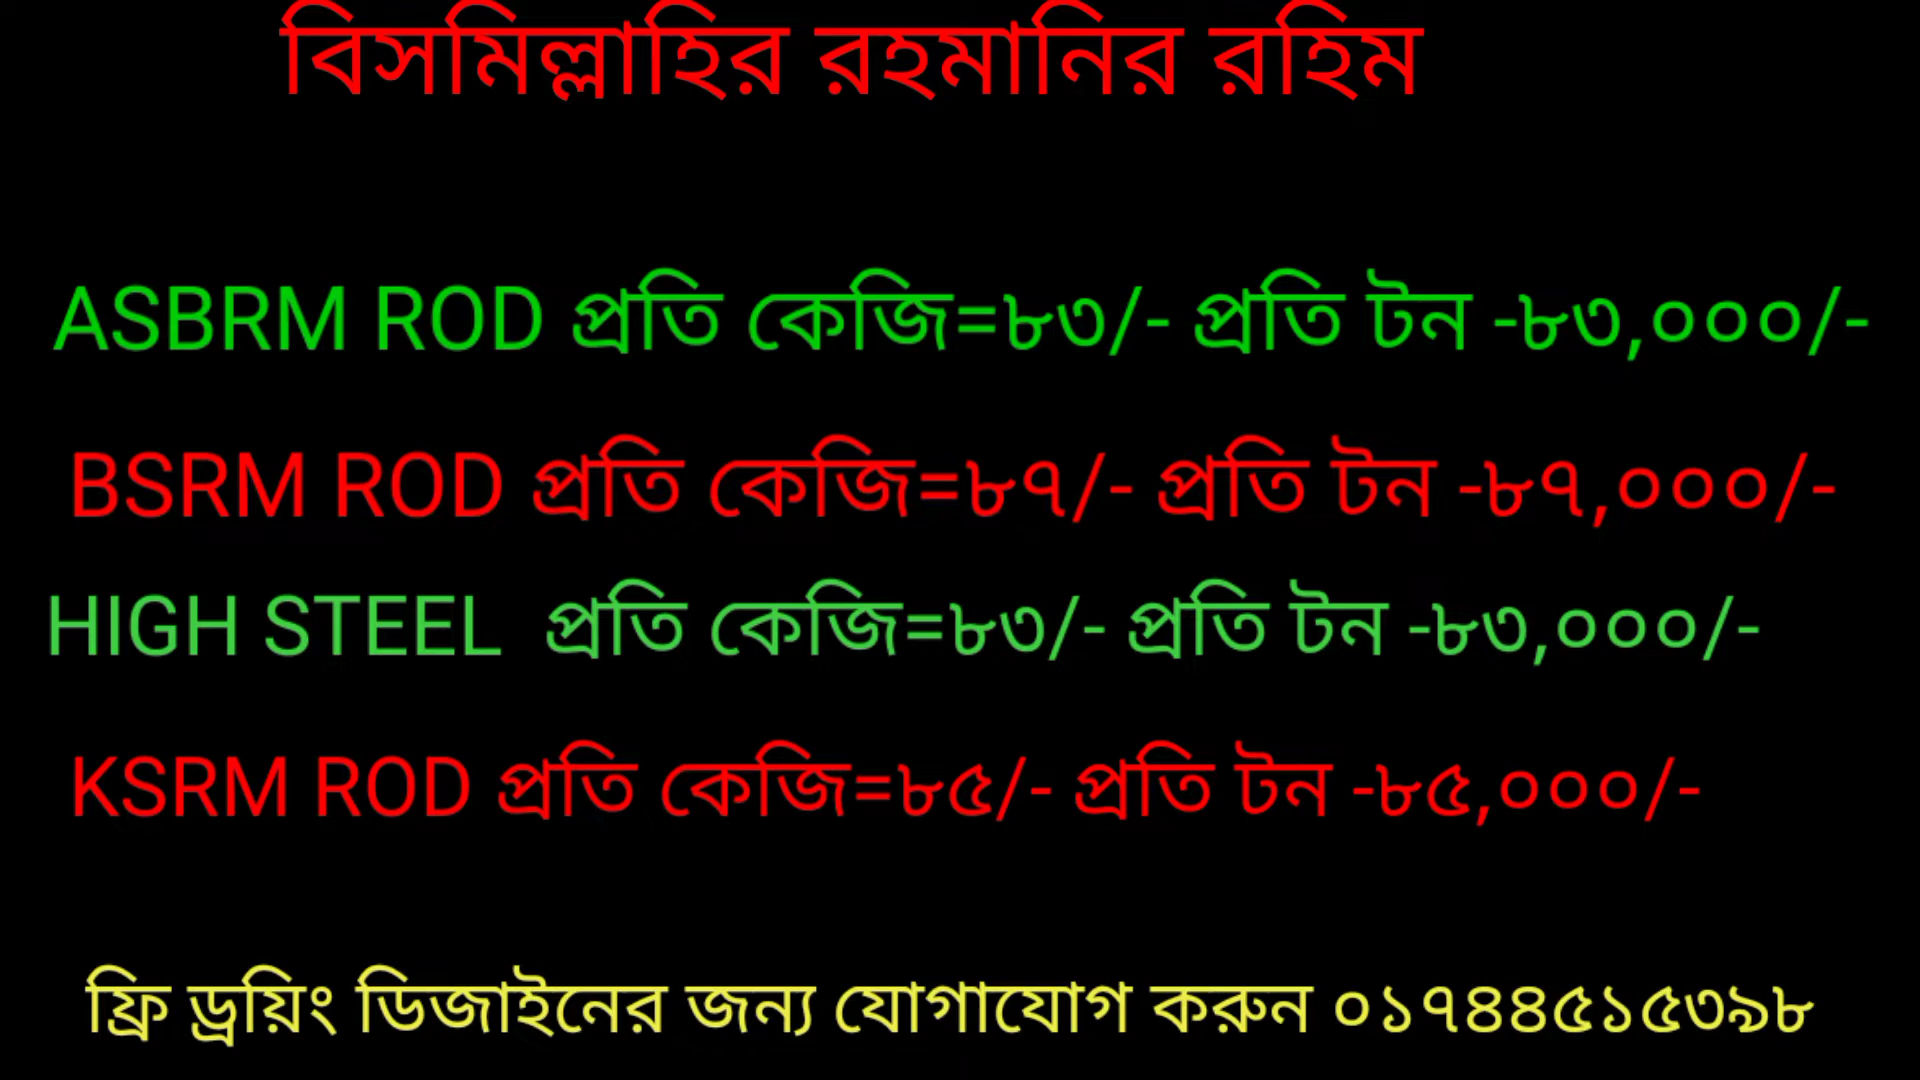 বিসমিল্লাহির রহমানির রহিম
ASBRM ROD প্রতি কেজি=৮৩/- প্রতি টন -৮৩,০০০/-
BSRM ROD প্রতি কেজি=৮৭/- প্রতি টন -৮৭,০০০/-
HIGH STEEL প্রতি কেজি=৮৩/- প্রতি টন -৮৩,০০০/-
KSRM ROD প্রতি কেজি=৮৫/- প্রতি টন -৮৫,০০০/-
ফ্রি ড্রয়িং ডিজাইনের জন্য যোগাযোগ করুন ০১৭৪৪৫১৫৩৯৮